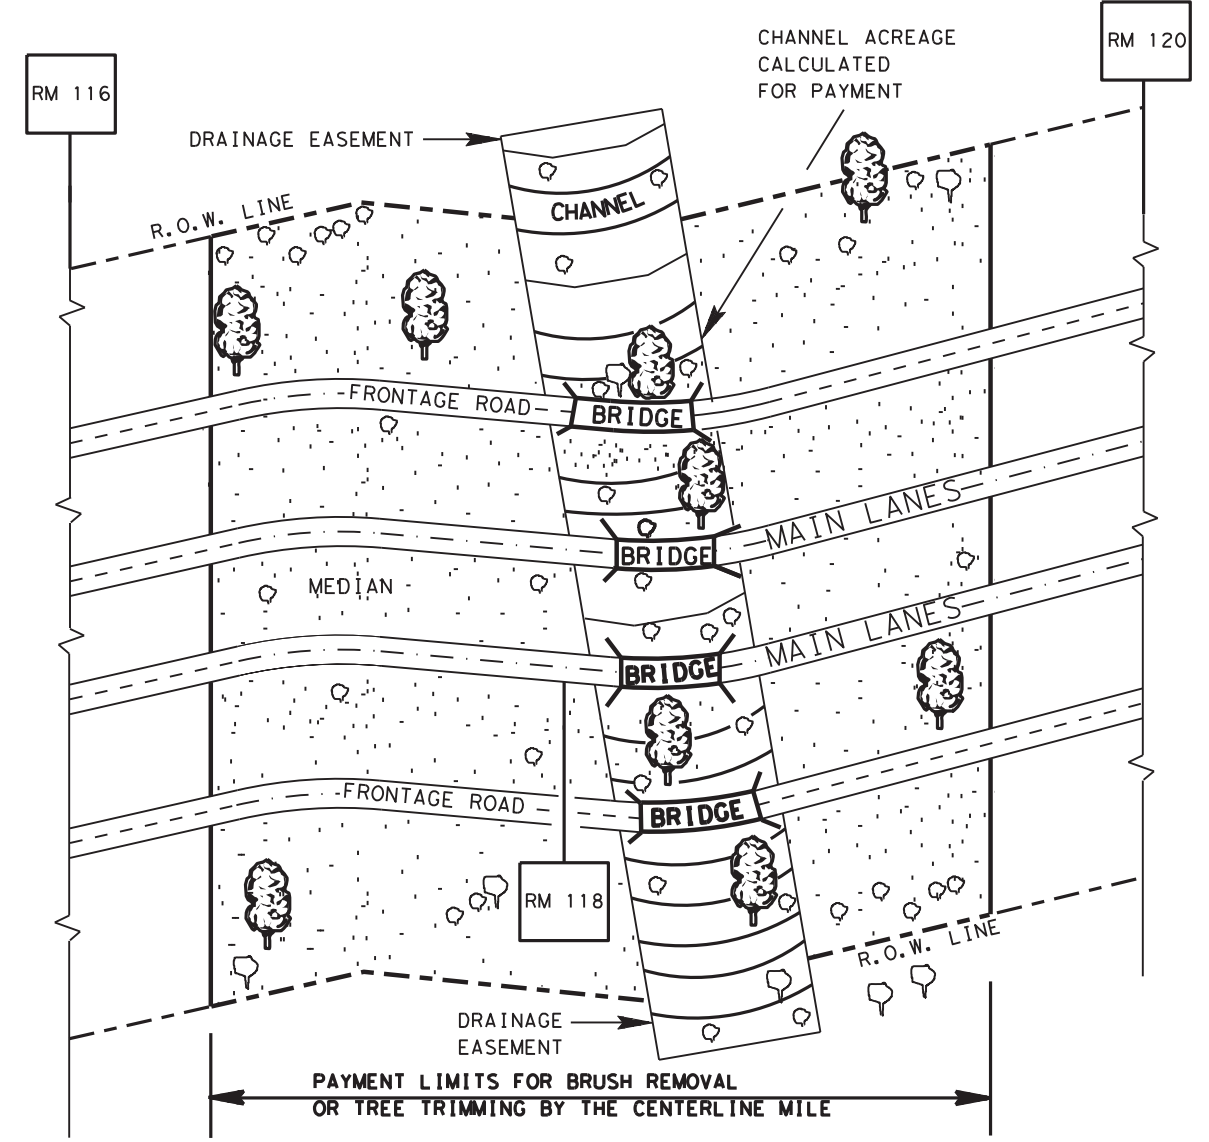 CHANNEL ACREAGE
CALCULATED
FOR PAYMENT
RM 120
RM 116
DRAINAGE EASEMENT
R.O.W. LINE
CHANNEL
FRONTAGE ROAD
BRIDGE
MAIN LANES
BRIDGE
MEDIAN
MAIN LANES
BRIDGE
FRONTAGE ROAD
BRIDGE
RM 118
R.O.W. LINE
DRAINAGE
EASEMENT
PAYMENT LIMITS FOR BRUSH REMOVAL
OR TREE TRIMMING BY THE CENTERLINE MILE